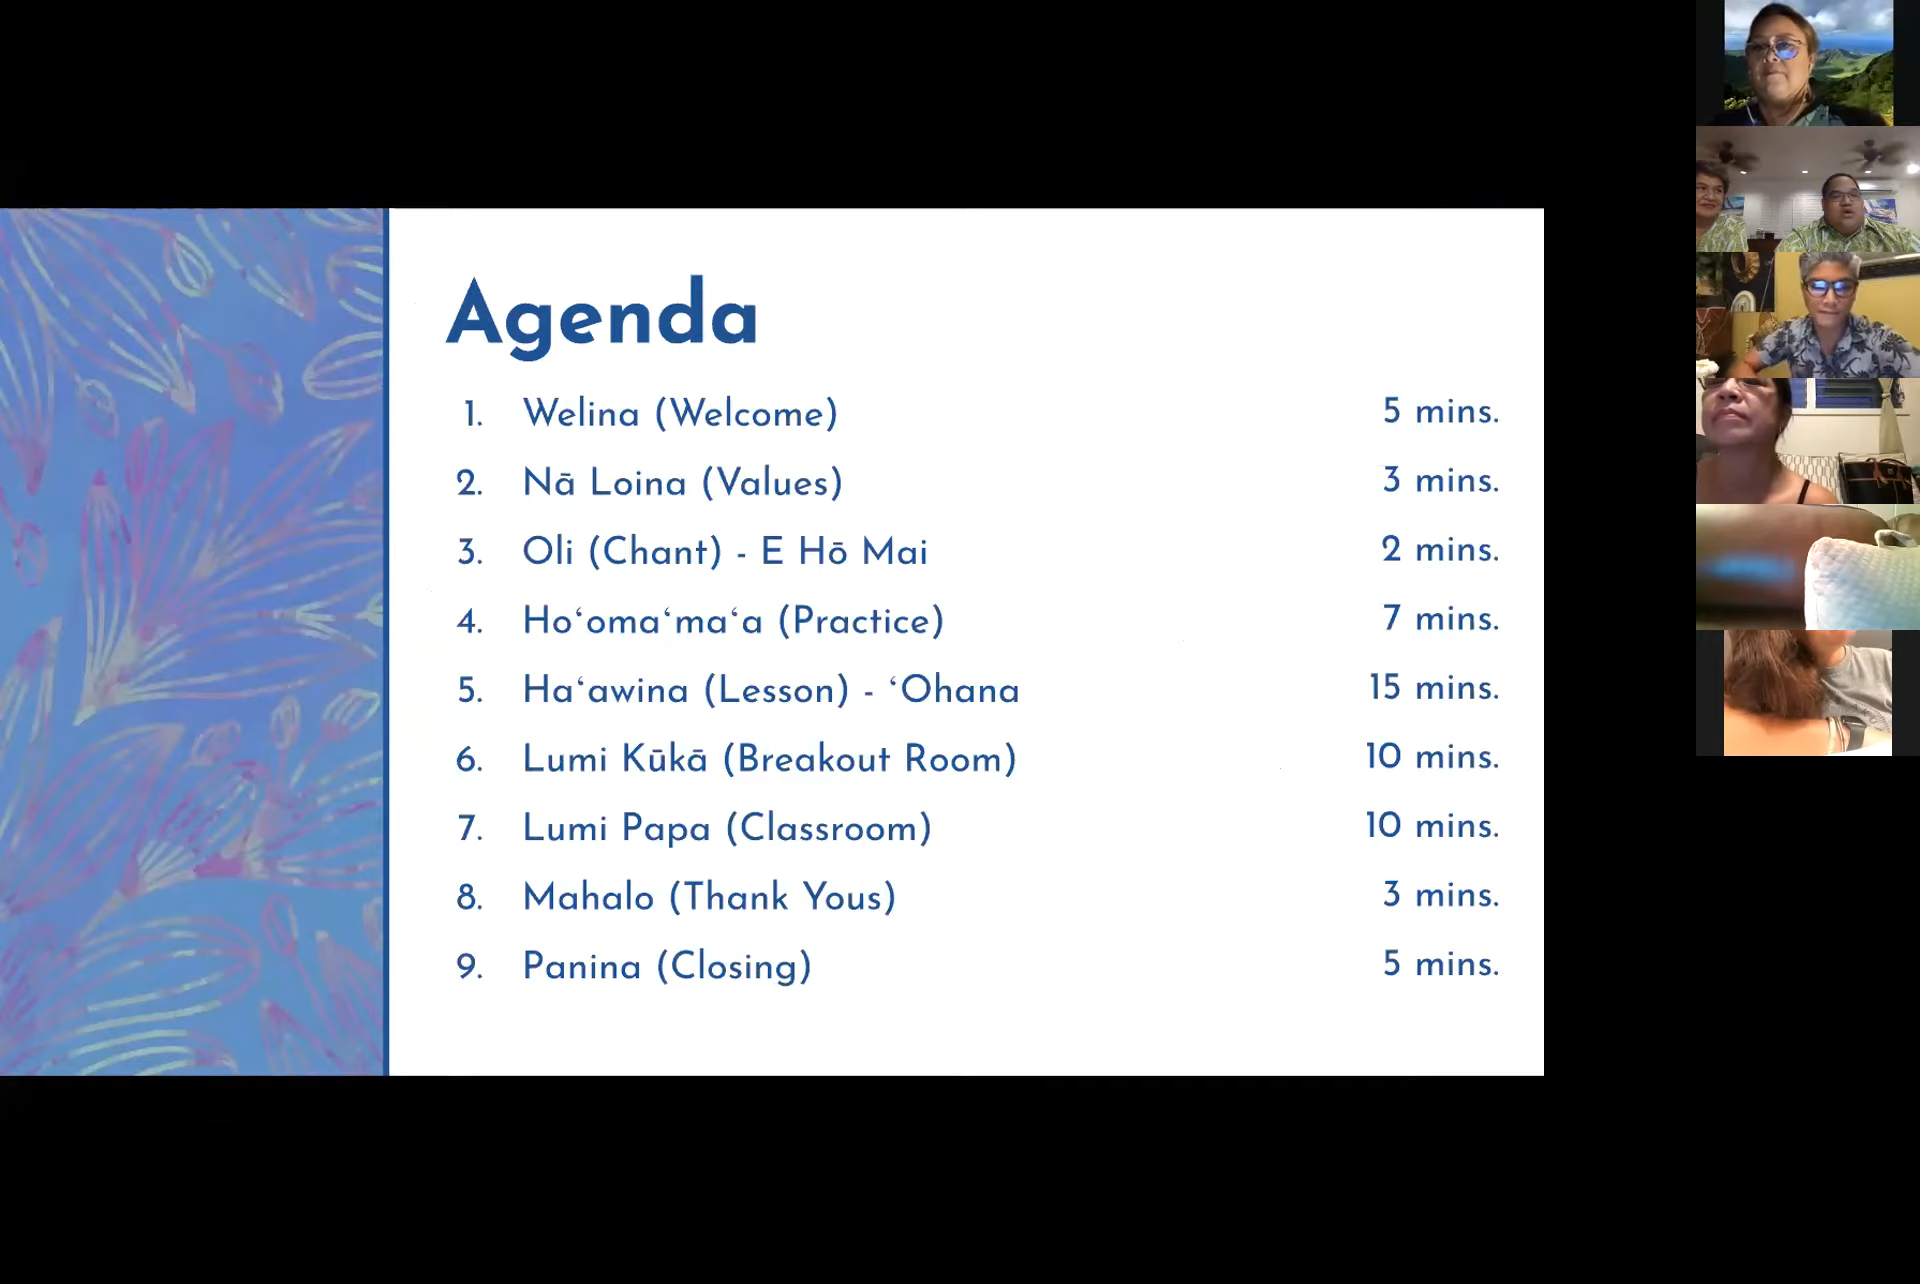 Agenda
1. Welina (Welcome) 5 mins.
2. Nā Loina (Values) 3 mins.
3. Oli (Chant) - E Hō Mai 2 mins.
4. Hoʻomaʻmaʻa (Practice) 7 mins.
5. Haʻawina (Lesson) - ʻOhana 15 mins.
6. Lumi Kūkā (Breakout Room) 10 mins.
7. Lumi Papa (Classroom) 10 mins.
8. Mahalo (Thank Yous) 3 mins.
9. Panina (Closing) 5 mins.